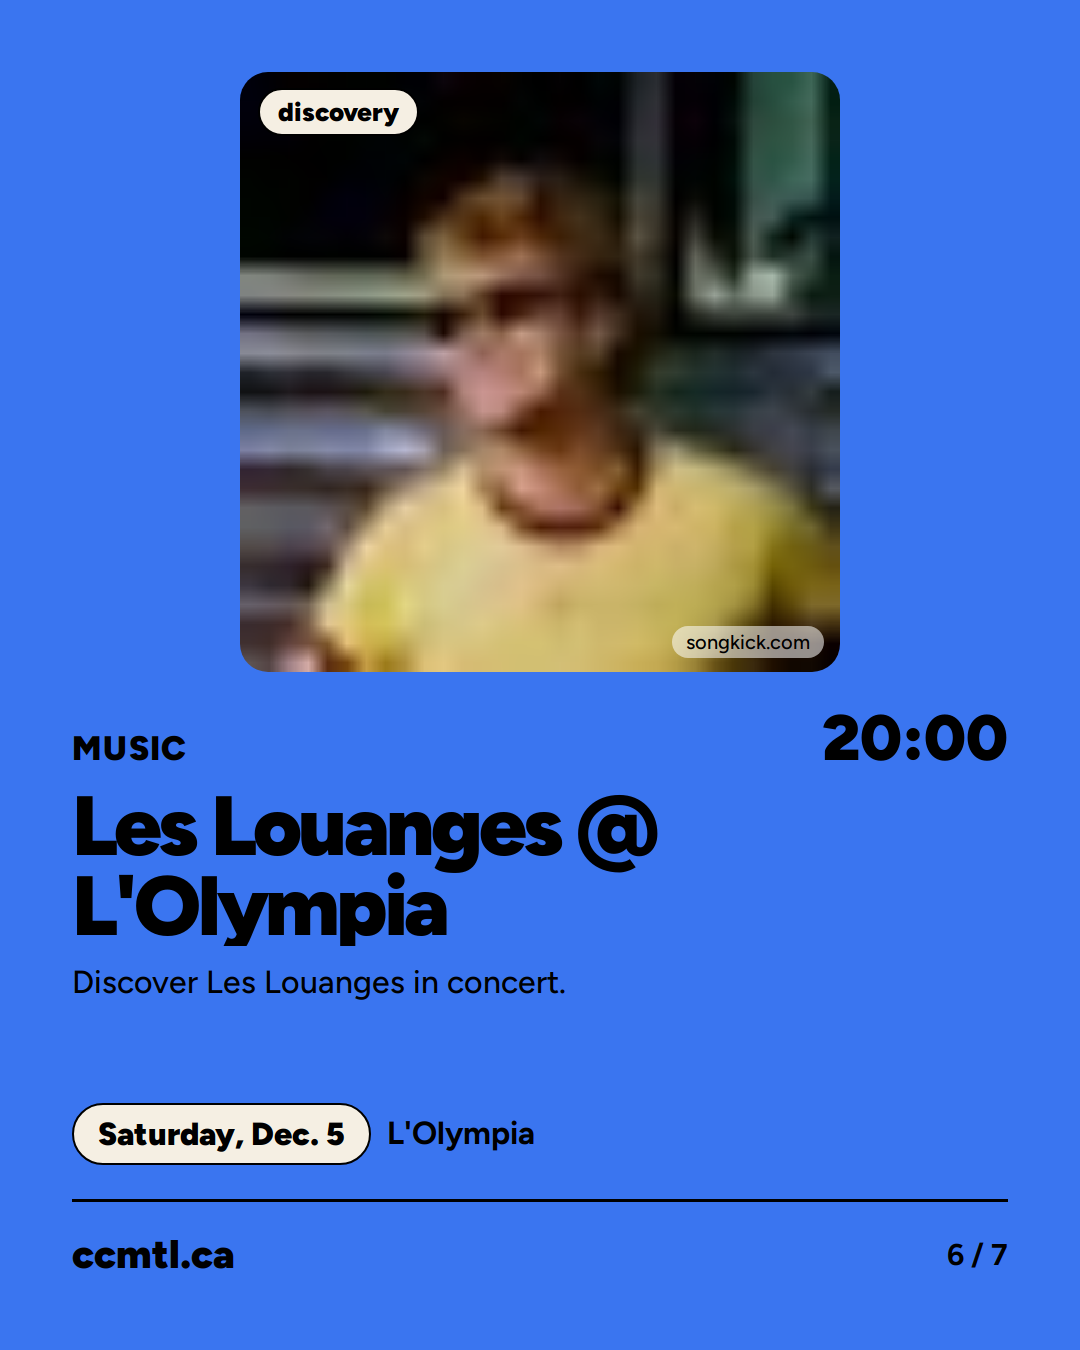 discovery
songkick.com
MUSIC
20:00
Les Louanges @
L'Olympia
Discover Les Louanges in concert.
Saturday, Dec. 5
L'Olympia
ccmtl.ca
6 / 7